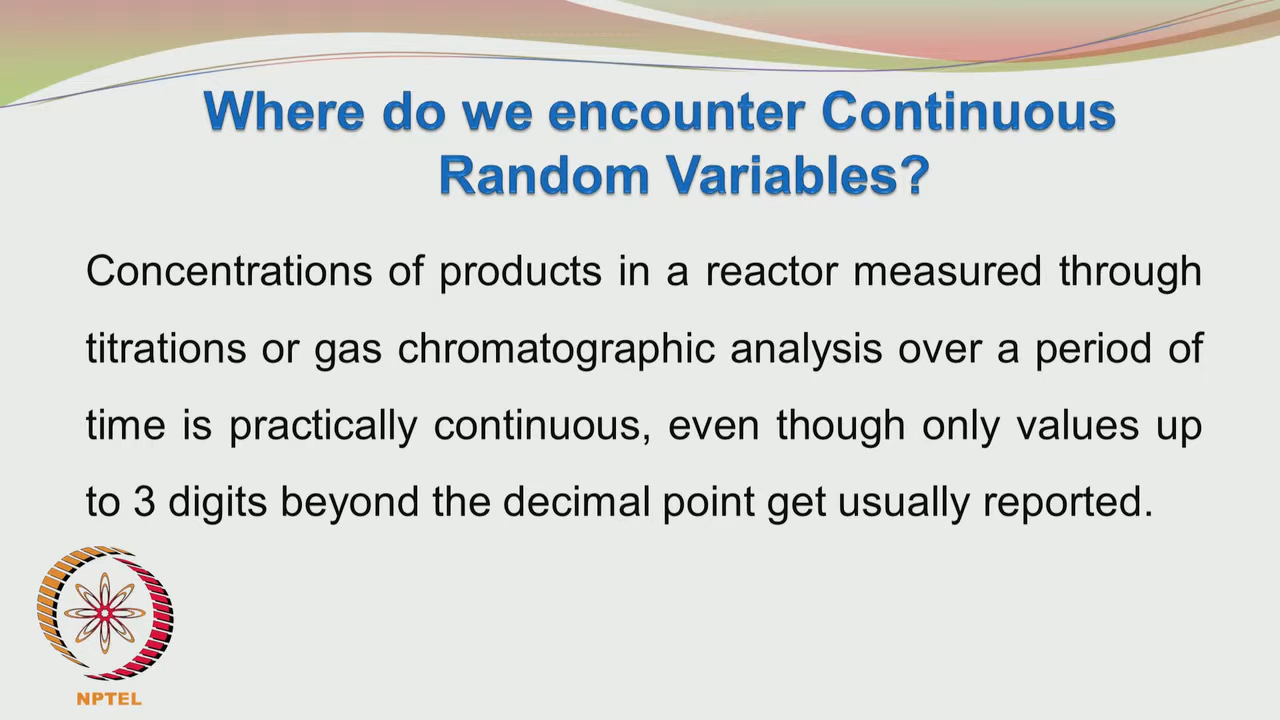 Where do we encounter Continuous
Random Variables?
Concentrations of products in a reactor measured through
titrations or gas chromatographic analysis over a period of
time is practically continuous, even though only values up
to 3 digits beyond the decimal point get usually reported.
NPTEL